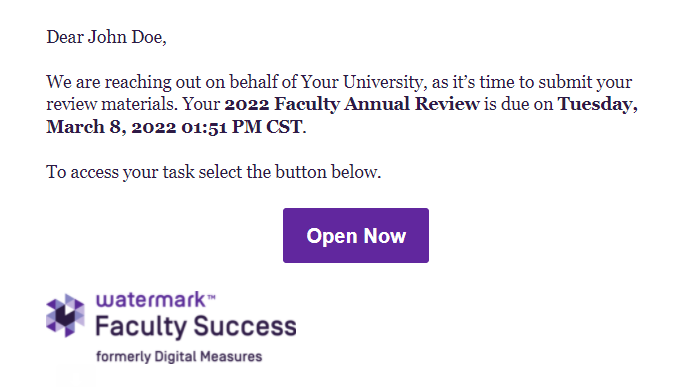 Dear John Doe,
We are reaching out on behalf of Your University, as it’s time to submit your
review materials. Your 2022 Faculty Annual Review is due on Tuesday,
March 8, 2022 01:51 PM CST.
To access your task select the button below.
Open Now
watermark™
Faculty Success
formerly Digital Measures